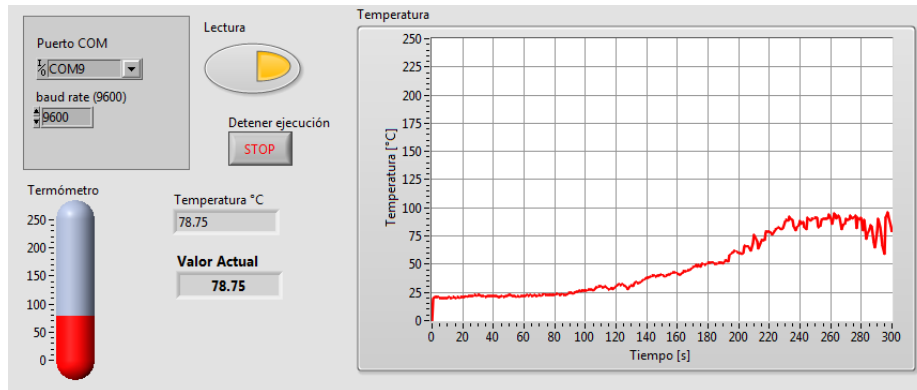 Puerto COM
I/O COM9
baud rate (9600)
9600
Lectura
Detener ejecución
STOP
Termómetro
250
200
150
100
50
0
Temperatura °C
78.75
Valor Actual
78.75
Temperatura
Temperatura [°C]
250
225
200
175
150
125
100
75
50
25
0
0 20 40 60 80 100 120 140 160 180 200 220 240 260 280 300
Tiempo [s]